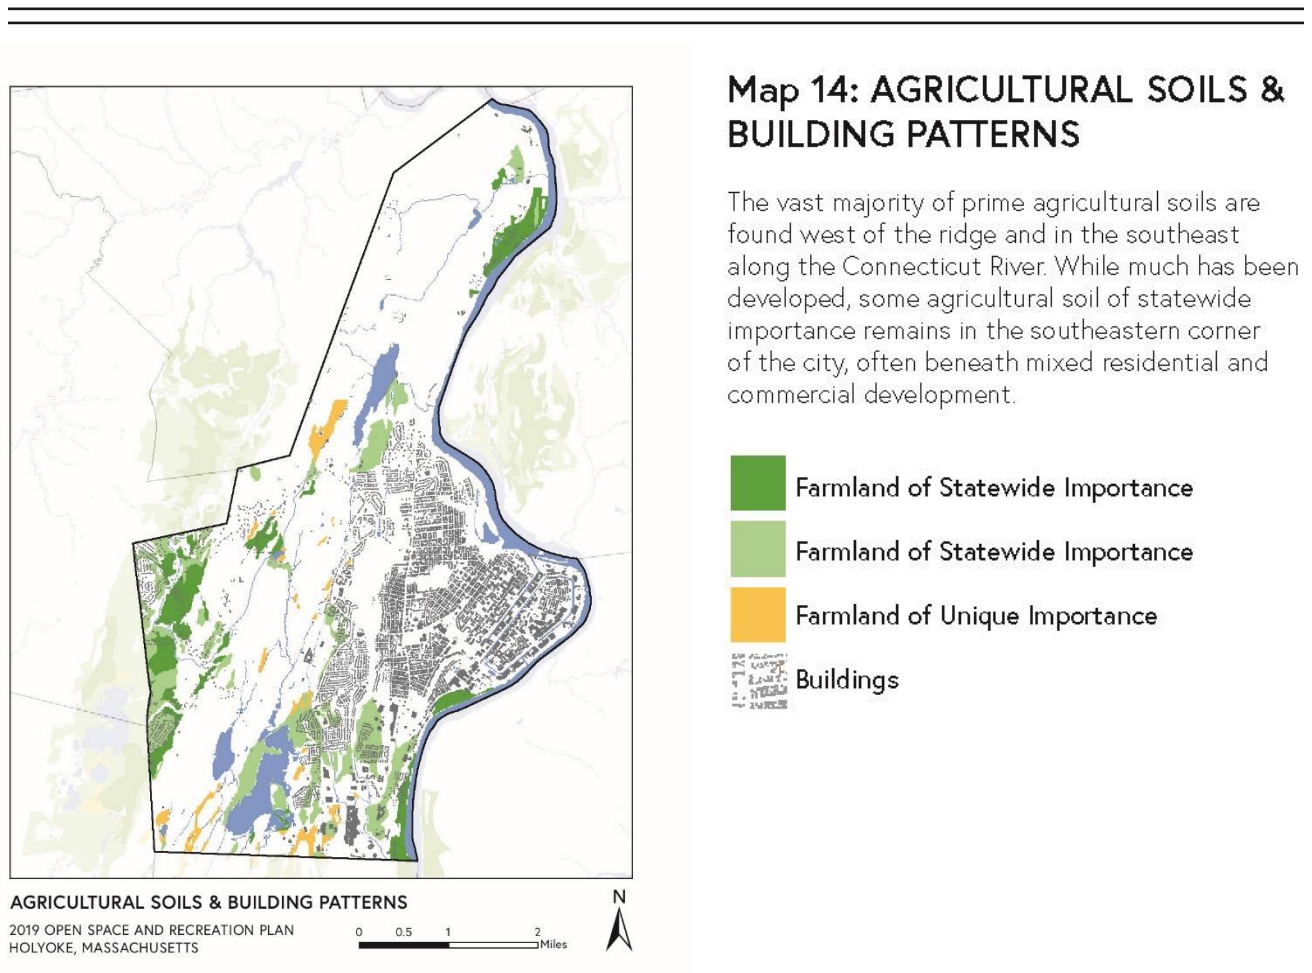 Map 14: AGRICULTURAL SOILS &
BUILDING PATTERNS
The vast majority of prime agricultural soils are
found west of the ridge and in the southeast
along the Connecticut River. While much has been
developed, some agricultural soil of statewide
importance remains in the southeastern corner
of the city, often beneath mixed residential and
commercial development.
Farmland of Statewide Importance
Farmland of Statewide Importance
Farmland of Unique Importance
Buildings
AGRICULTURAL SOILS & BUILDING PATTERNS
2019 OPEN SPACE AND RECREATION PLAN
HOLYOKE, MASSACHUSETTS
0 0.5 1 2
Miles
N